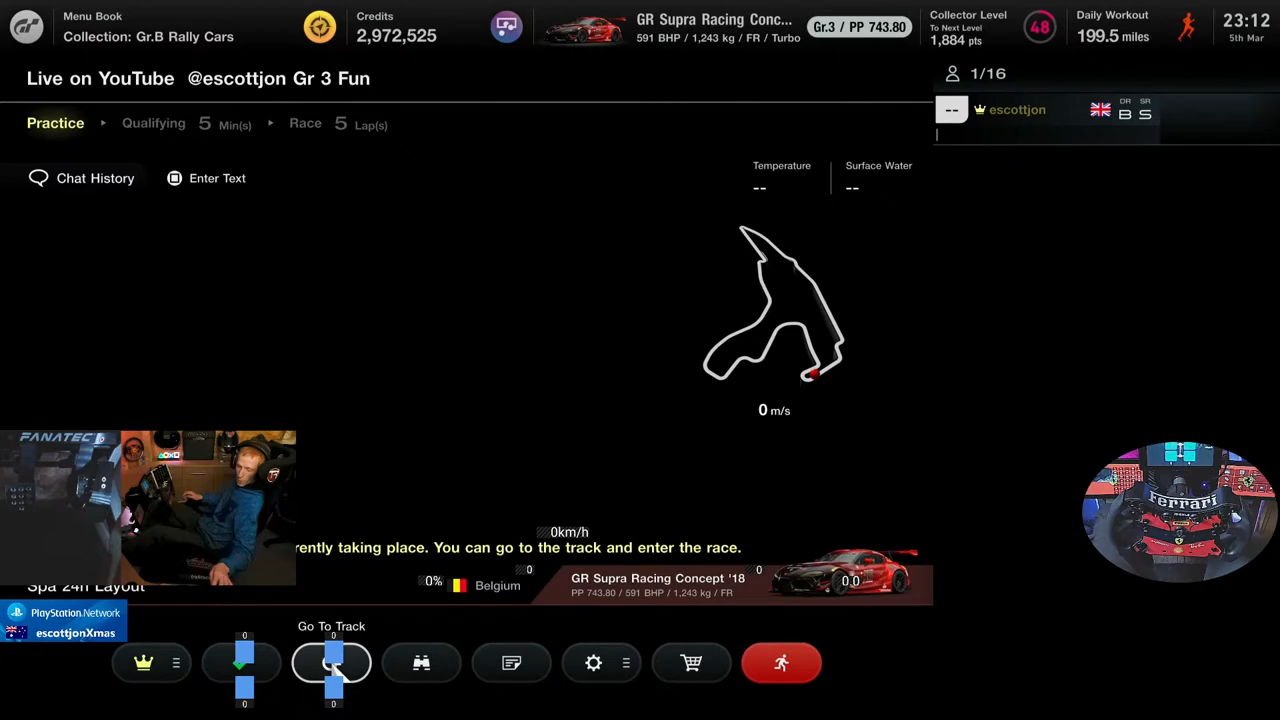 Menu Book
Collection: Gr.B Rally Cars
Credits
2,972,525
GR Supra Racing Conc...
591 BHP / 1,243 kg / FR / Turbo
Gr.3 / PP 743.80
Collector Level
To Next Level
1,884 pts
48
Daily Workout
199.5 miles
23:12
5th Mar
Live on YouTube @escottjon Gr 3 Fun
1/16
Practice
Qualifying 5 Min(s)
Race 5 Lap(s)
--
escottjon
DR
B
SR
S
Chat History
Enter Text
Temperature
--
Surface Water
--
0 m/s
FANATEC
Ferrari
0km/h
rently taking place. You can go to the track and enter the race.
0%
Belgium
0
GR Supra Racing Concept '18
PP 743.80 / 591 BHP / 1,243 kg / FR
0
0.0
Spa 24h Layout
PlayStation.Network
escottjonXmas
Go To Track
0
0
0
0